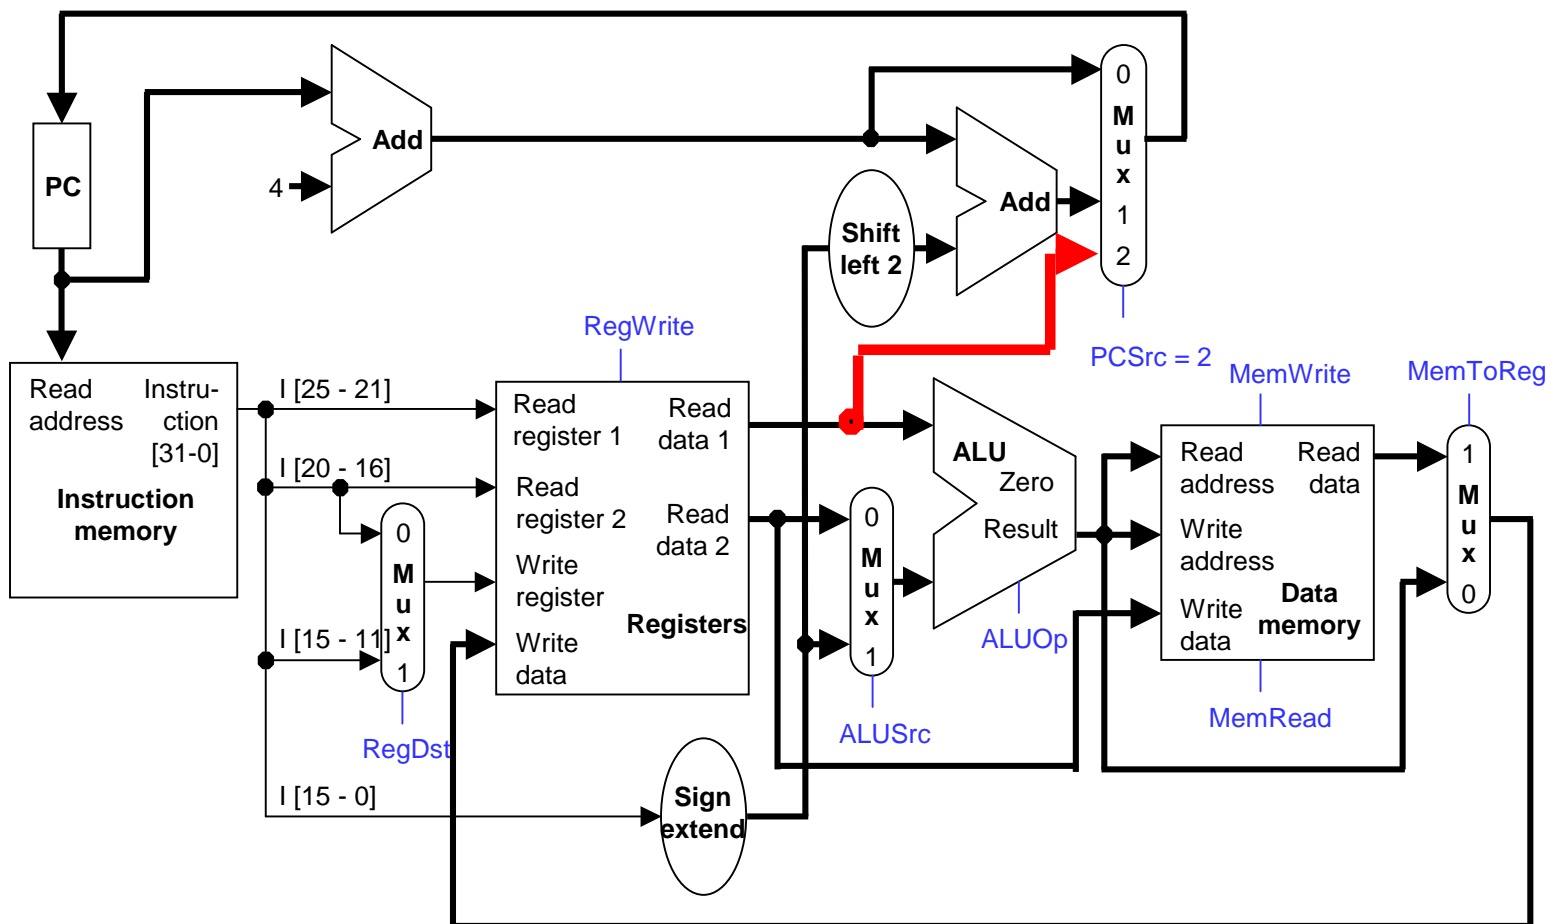 PC
4
Add
Shift
left 2
Add
0
M
u
x
1
2
PCSrc = 2
Read
address
Instru-
ction
[31-0]
Instruction
memory
I [25 - 21]
I [20 - 16]
I [15 - 11]
I [15 - 0]
0
M
u
x
1
RegDst
RegWrite
Read
register 1
Read
data 1
Read
register 2
Read
data 2
Write
register
Write
data
Registers
Sign
extend
0
M
u
x
1
ALUSrc
ALU
Zero
Result
ALUOp
MemWrite
Read
address
Read
data
Write
address
Write
data
Data
memory
MemRead
MemToReg
1
M
u
x
0